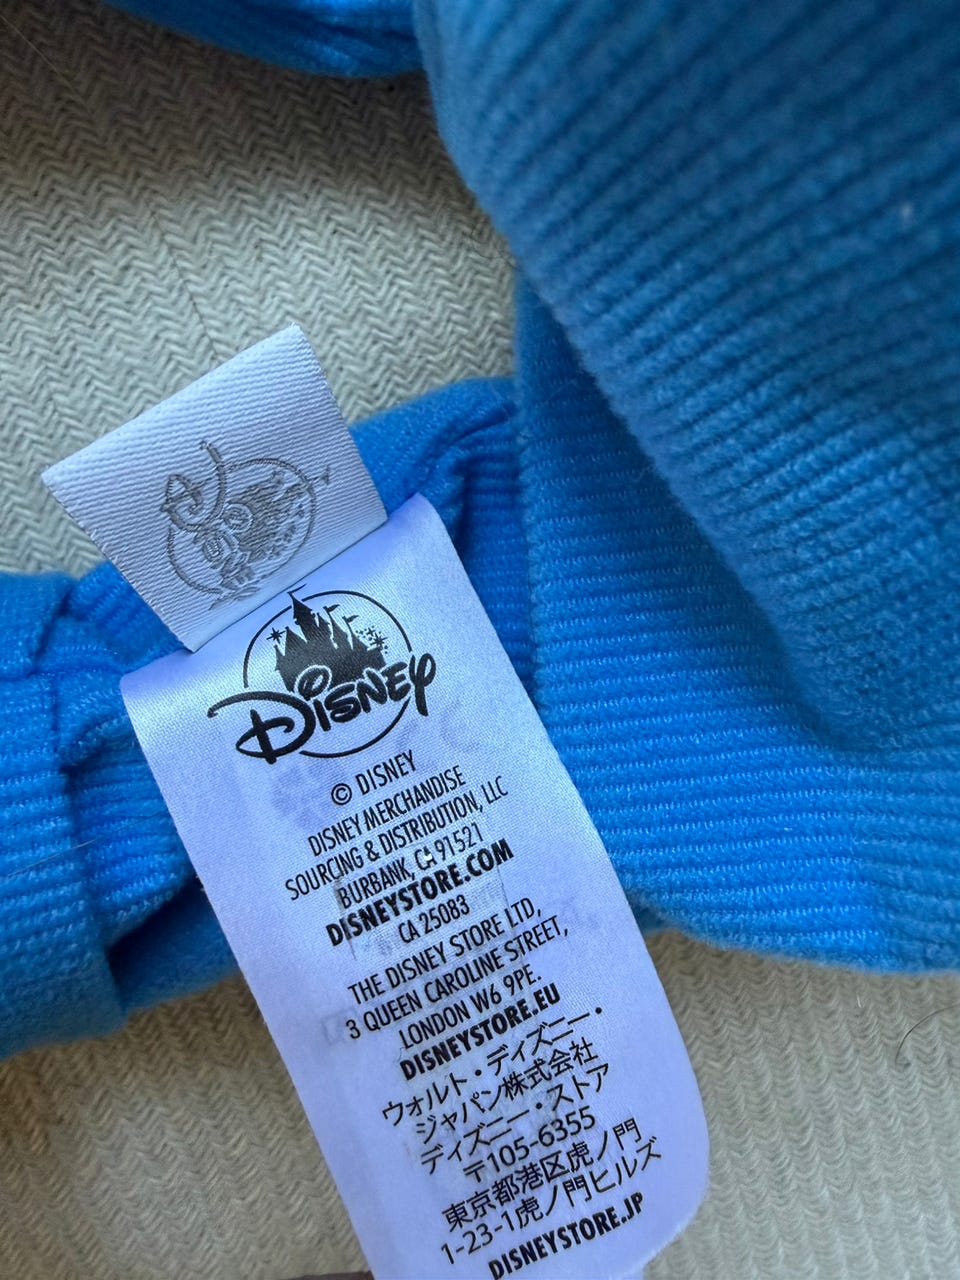 Disney
© DISNEY
DISNEY MERCHANDISE
SOURCING & DISTRIBUTION, LLC
BURBANK, CA 91521
DISNEYSTORE.COM
CA 25083
THE DISNEY STORE LTD,
3 QUEEN CAROLINE STREET,
LONDON W6 9PE.
DISNEYSTORE.EU
ウォルト・ディズニー・
ジャパン株式会社
ディズニー・ストア
〒105-6355
東京都港区虎ノ門
1-23-1虎ノ門ヒルズ
DISNEYSTORE.JP